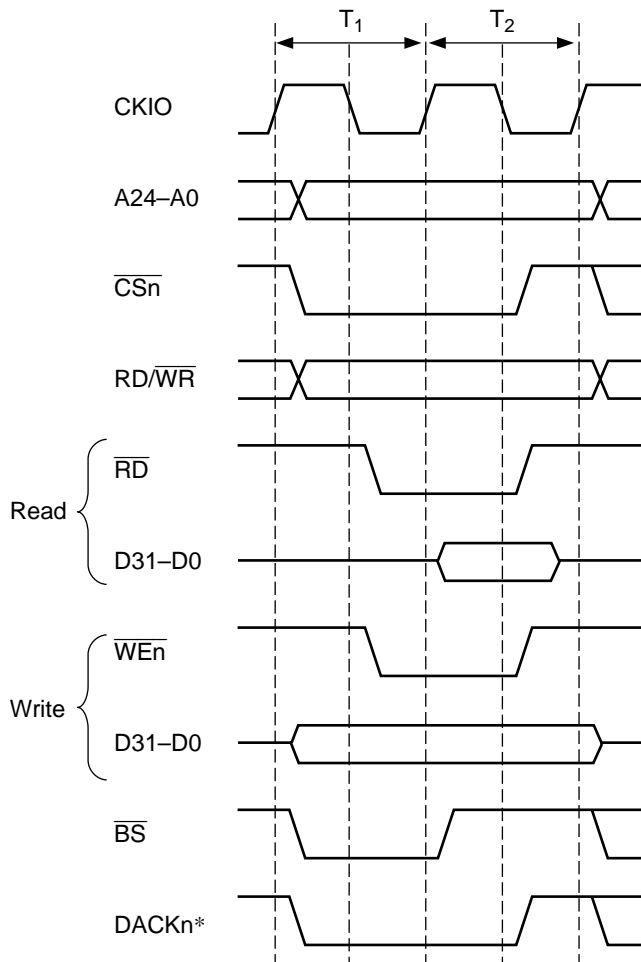 T1 T2
CKIO
A24–A0
CSn
RD/WR
RD
Read
D31–D0
WEn
Write
D31–D0
BS
DACKn*